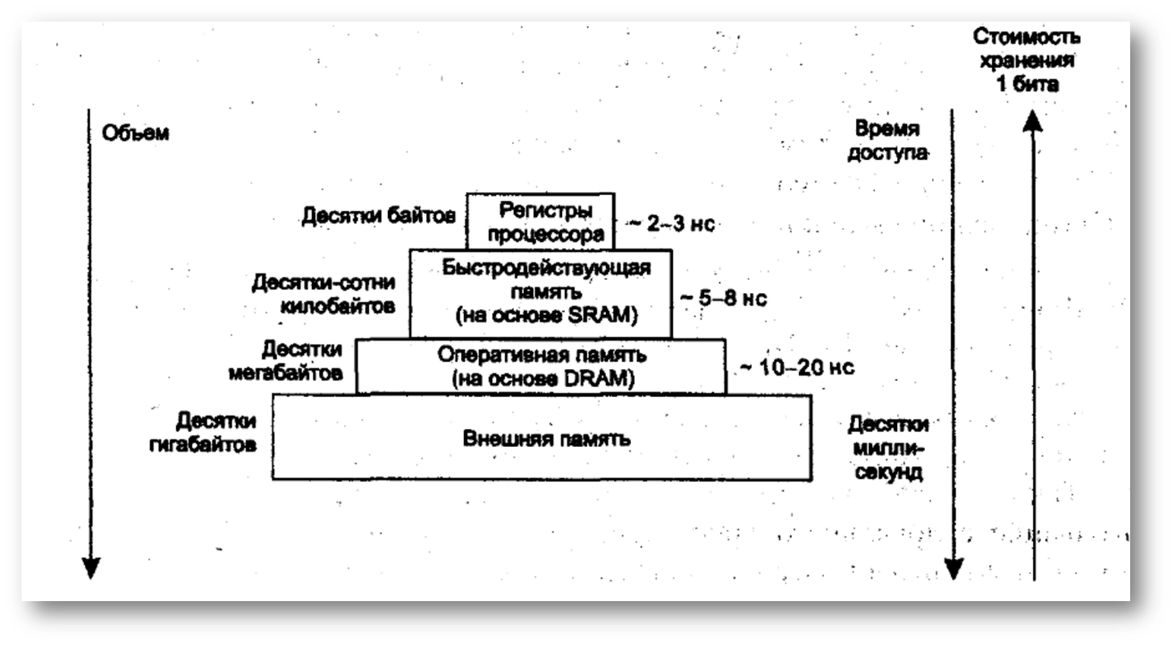 Стоимость
хранения
1 бита
Объем
Время
доступа
Десятки байтов
Регистры
процессора
~ 2–3 нс
Десятки-сотни
килобайтов
Быстродействующая
память
(на основе SRAM)
~ 5–8 нс
Десятки
мегабайтов
Оперативная память
(на основе DRAM)
~ 10–20 нс
Десятки
гигабайтов
Внешняя память
Десятки
милли-
секунд